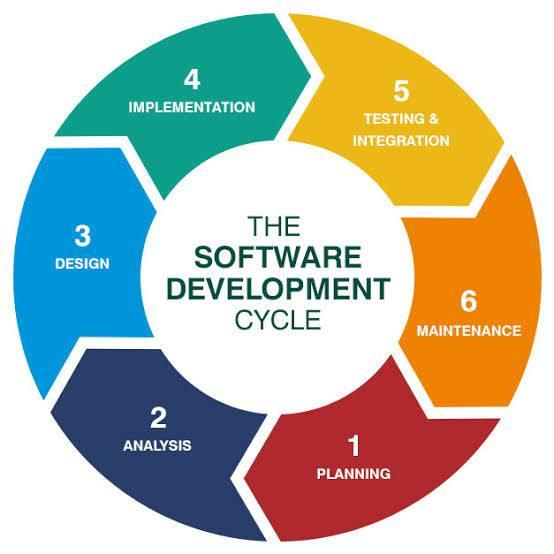 THE
SOFTWARE
DEVELOPMENT
CYCLE
1
PLANNING
2
ANALYSIS
3
DESIGN
4
IMPLEMENTATION
5
TESTING &
INTEGRATION
6
MAINTENANCE